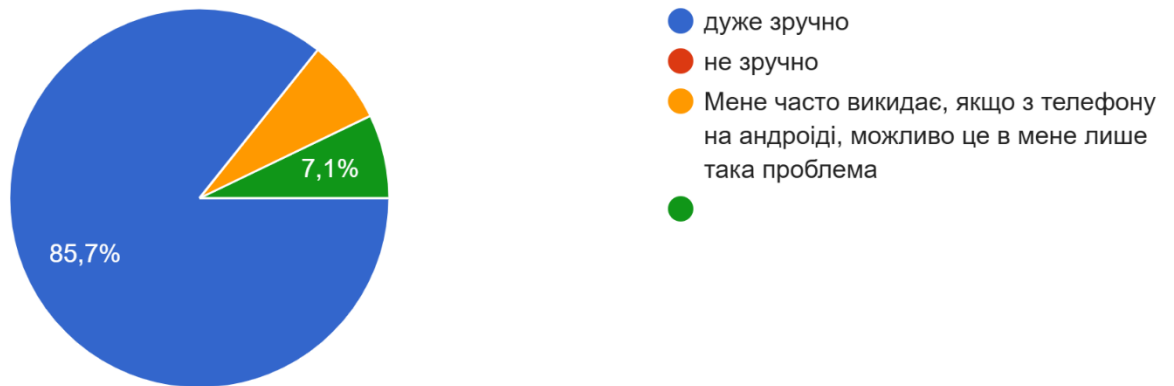 дуже зручно
не зручно
Мене часто викидає, якщо з телефону
на андроіді, можливо це в мене лише
така проблема
7,1%
85,7%